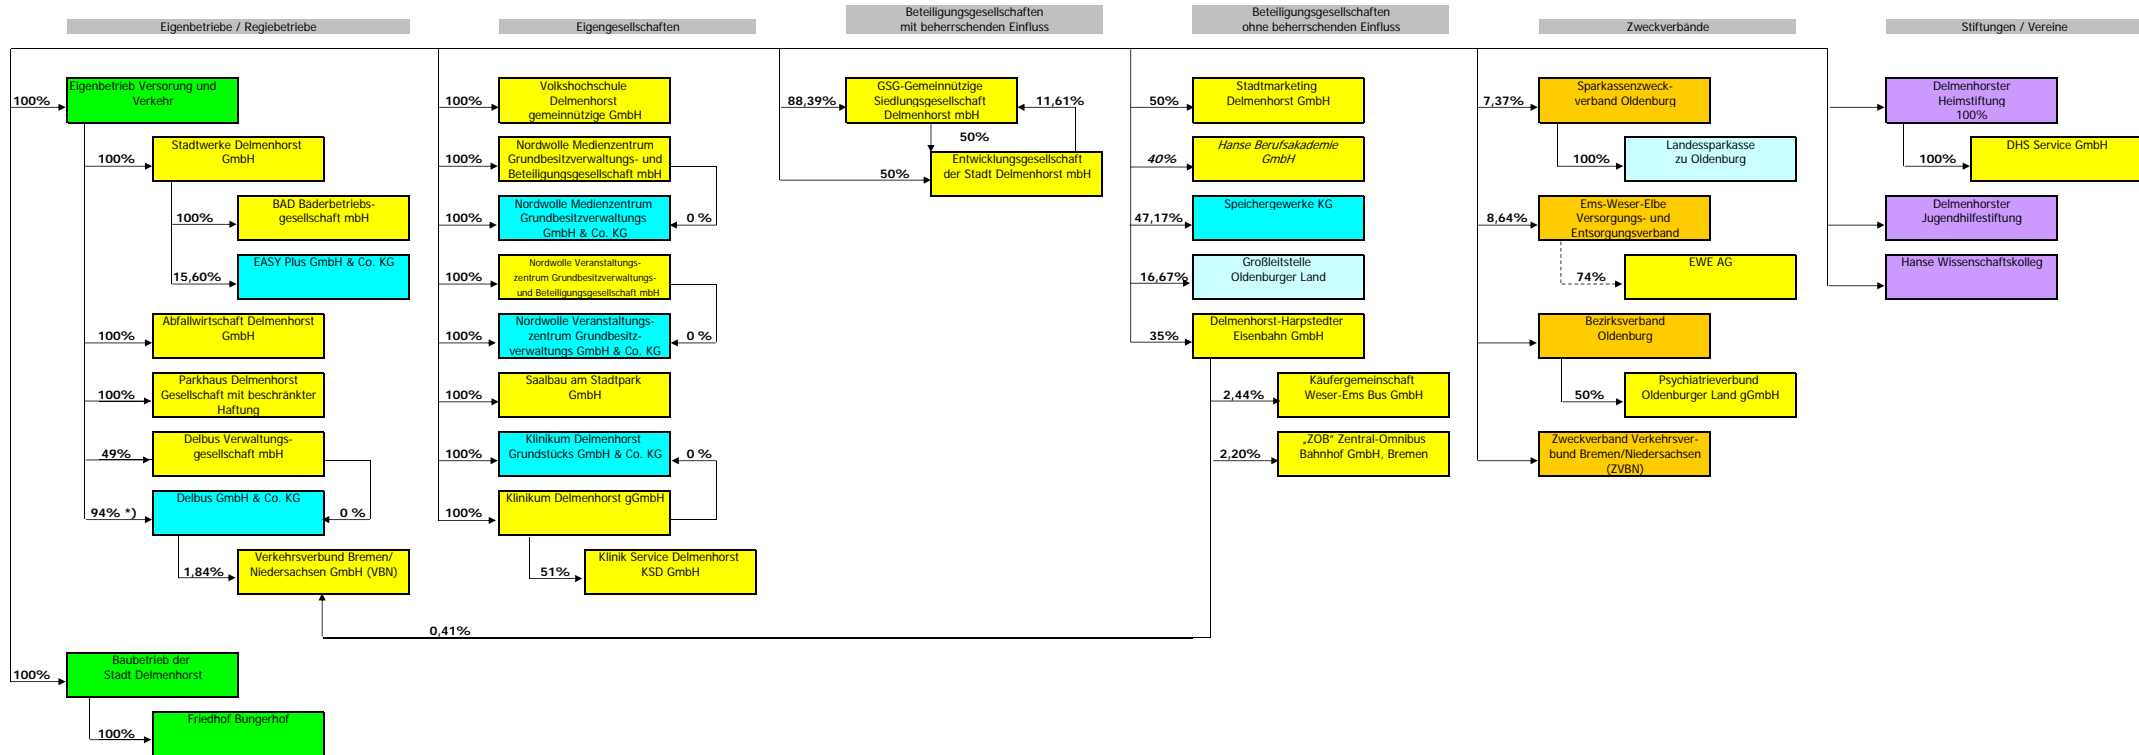 Eigenbetriebe / Regiebetriebe
Eigengesellschaften
Beteiligungsgesellschaften
mit beherrschenden Einfluss
Beteiligungsgesellschaften
ohne beherrschenden Einfluss
Zweckverbände
Stiftungen / Vereine
100%
Eigenbetrieb Versorung und
Verkehr
100%
Stadtwerke Delmenhorst
GmbH
100%
BAD Bäderbetriebs-
gesellschaft mbH
15,60%
EASY Plus GmbH & Co. KG
100%
Abfallwirtschaft Delmenhorst
GmbH
100%
Parkhaus Delmenhorst
Gesellschaft mit beschränkter
Haftung
49%
Delbus Verwaltungs-
gesellschaft mbH
94% *)
Delbus GmbH & Co. KG
0 %
1,84%
Verkehrsverbund Bremen/
Niedersachsen GmbH (VBN)
0,41%
100%
Baubetrieb der
Stadt Delmenhorst
100%
Friedhof Bungerhof
100%
Volkshochschule
Delmenhorst
gemeinnützige GmbH
100%
Nordwolle Medienzentrum
Grundbesitzverwaltungs- und
Beteiligungsgesellschaft mbH
100%
Nordwolle Medienzentrum
Grundbesitzverwaltungs
GmbH & Co. KG
0 %
100%
Nordwolle Veranstaltungs-
zentrum Grundbesitzverwaltungs-
und Beteiligungsgesellschaft mbH
100%
Nordwolle Veranstaltungs-
zentrum Grundbesitz-
verwaltungs GmbH & Co. KG
0 %
100%
Saalbau am Stadtpark
GmbH
100%
Klinikum Delmenhorst
Grundstücks GmbH & Co. KG
0 %
100%
Klinikum Delmenhorst gGmbH
51%
Klinik Service Delmenhorst
KSD GmbH
88,39%
GSG-Gemeinnützige
Siedlungsgesellschaft
Delmenhorst mbH
11,61%
50%
50%
Entwicklungsgesellschaft
der Stadt Delmenhorst mbH
50%
Stadtmarketing
Delmenhorst GmbH
40%
Hanse Berufsakademie
GmbH
47,17%
Speichergewerke KG
16,67%
Großleitstelle
Oldenburger Land
35%
Delmenhorst-Harpstedter
Eisenbahn GmbH
2,44%
Käufergemeinschaft
Weser-Ems Bus GmbH
2,20%
„ZOB“ Zentral-Omnibus
Bahnhof GmbH, Bremen
7,37%
Sparkassenzweck-
verband Oldenburg
100%
Landessparkasse
zu Oldenburg
8,64%
Ems-Weser-Elbe
Versorgungs- und
Entsorgungsverband
74%
EWE AG
Bezirksverband
Oldenburg
50%
Psychiatrieverbund
Oldenburger Land gGmbH
Zweckverband Verkehrsver-
bund Bremen/Niedersachsen
(ZVBN)
Delmenhorster
Heimstiftung
100%
100%
DHS Service GmbH
Delmenhorster
Jugendhilfestiftung
Hanse Wissenschaftskolleg